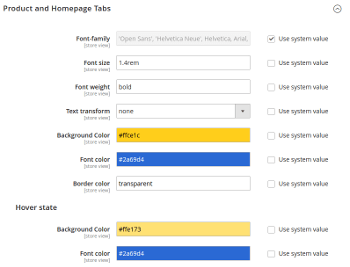 Product and Homepage Tabs
Font-family 'Open Sans', 'Helvetica Neue', Helvetica, Arial, Use system value
[store view]
Font size 1.4rem Use system value
[store view]
Font weight bold Use system value
[store view]
Text transform none Use system value
[store view]
Background Color #ffce1c Use system value
[store view]
Font color #2a69d4 Use system value
[store view]
Border color transparent Use system value
[store view]
Hover state
Background Color #ffe173 Use system value
[store view]
Font color #2a69d4 Use system value
[store view]